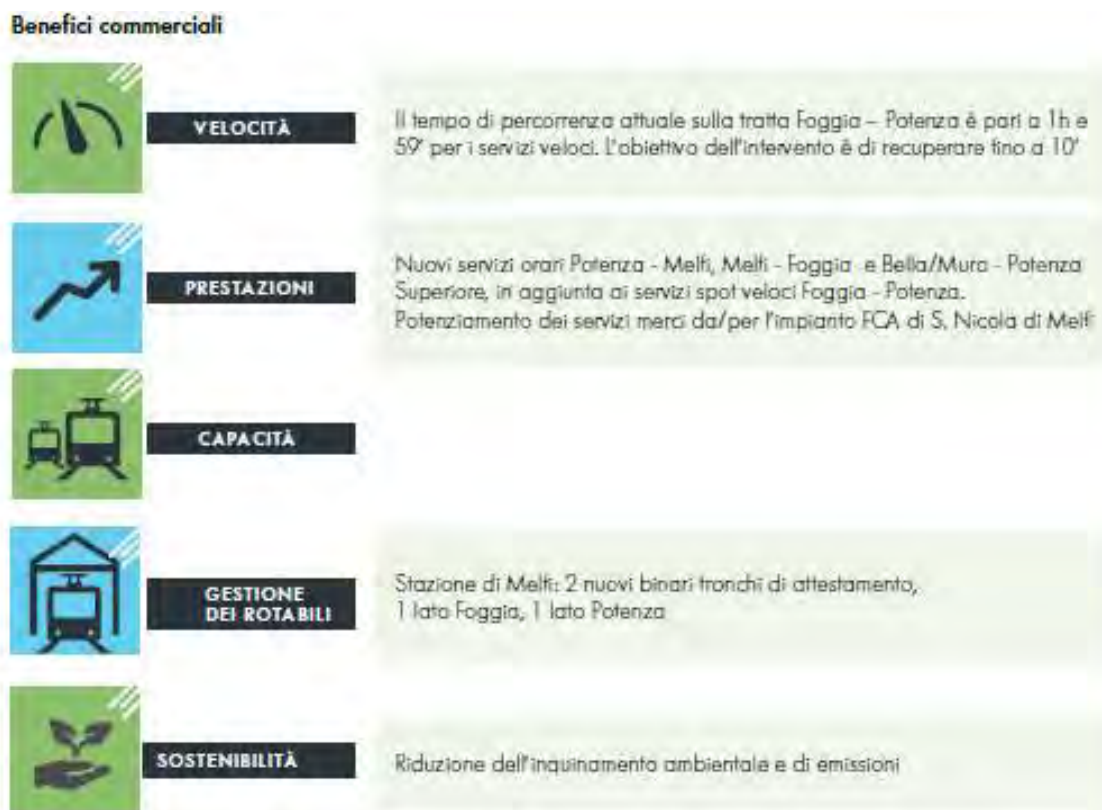 Benefici commerciali
VELOCITÀ
Il tempo di percorrenza attuale sulla tratta Foggia – Potenza è pari a 1h e
59' per i servizi veloci. L'obiettivo dell'intervento è di recuperare fino a 10'
PRESTAZIONI
Nuovi servizi orari Potenza - Melfi, Melfi - Foggia e Bella/Muro - Potenza
Superiore, in aggiunta ai servizi spot veloci Foggia - Potenza.
Potenziamento dei servizi merci da/per l'impianto FCA di S. Nicola di Melfi
CAPACITÀ
GESTIONE
DEI ROTABILI
Stazione di Melfi: 2 nuovi binari tronchi di attestamento,
1 lato Foggia, 1 lato Potenza
SOSTENIBILITÀ
Riduzione dell'inquinamento ambientale e di emissioni